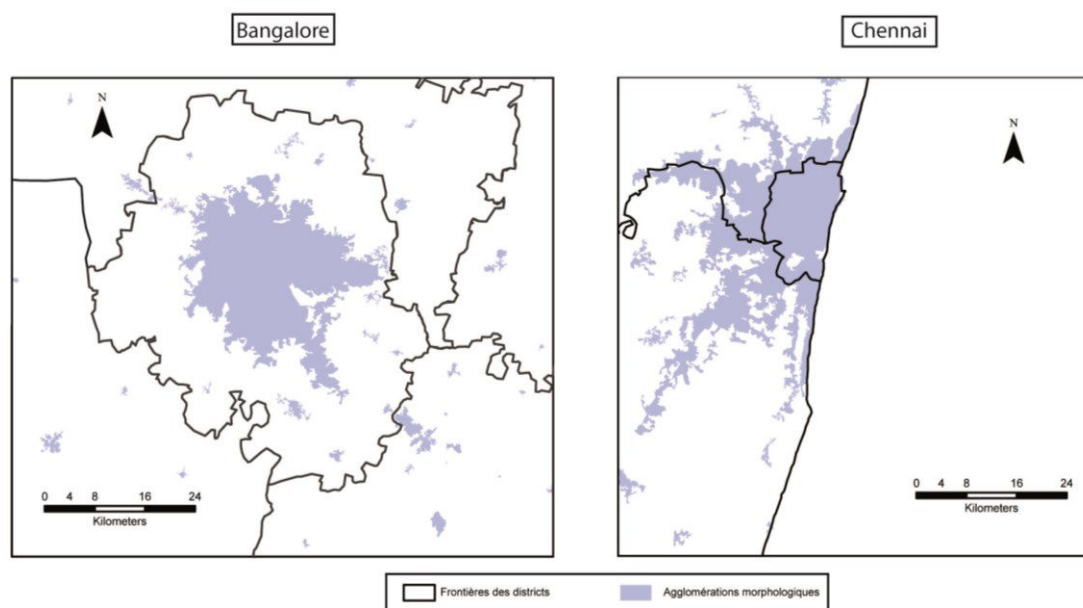 Bangalore
Chennai
N
N
0 4 8 16 24
Kilometers
0 4 8 16 24
Kilometers
Frontières des districts
Agglomérations morphologiques